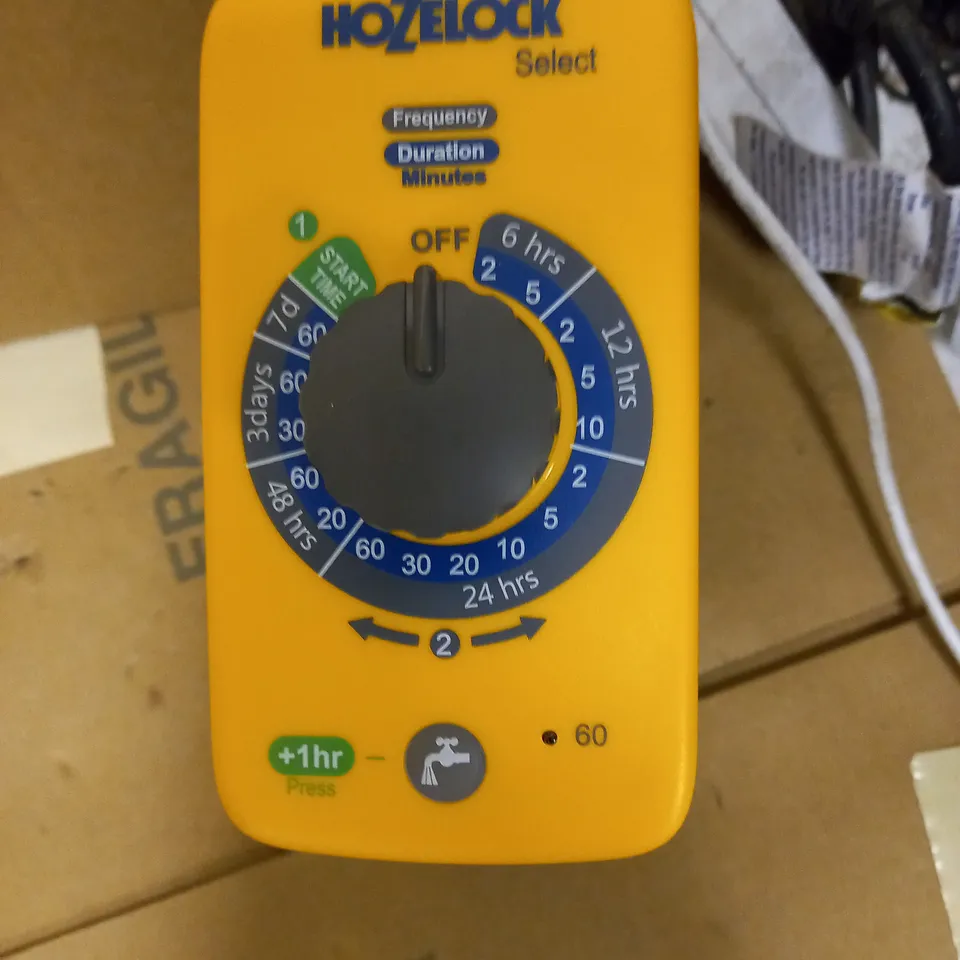 HOZELOCK
Select
Frequency
Duration
Minutes
1
START
TIME
OFF
6 hrs
2
5
12 hrs
2
5
10
24 hrs
2
5
10
20
30
60
48 hrs
20
60
3days
30
60
7d
60
2
+1hr
Press
60
FRAGIL